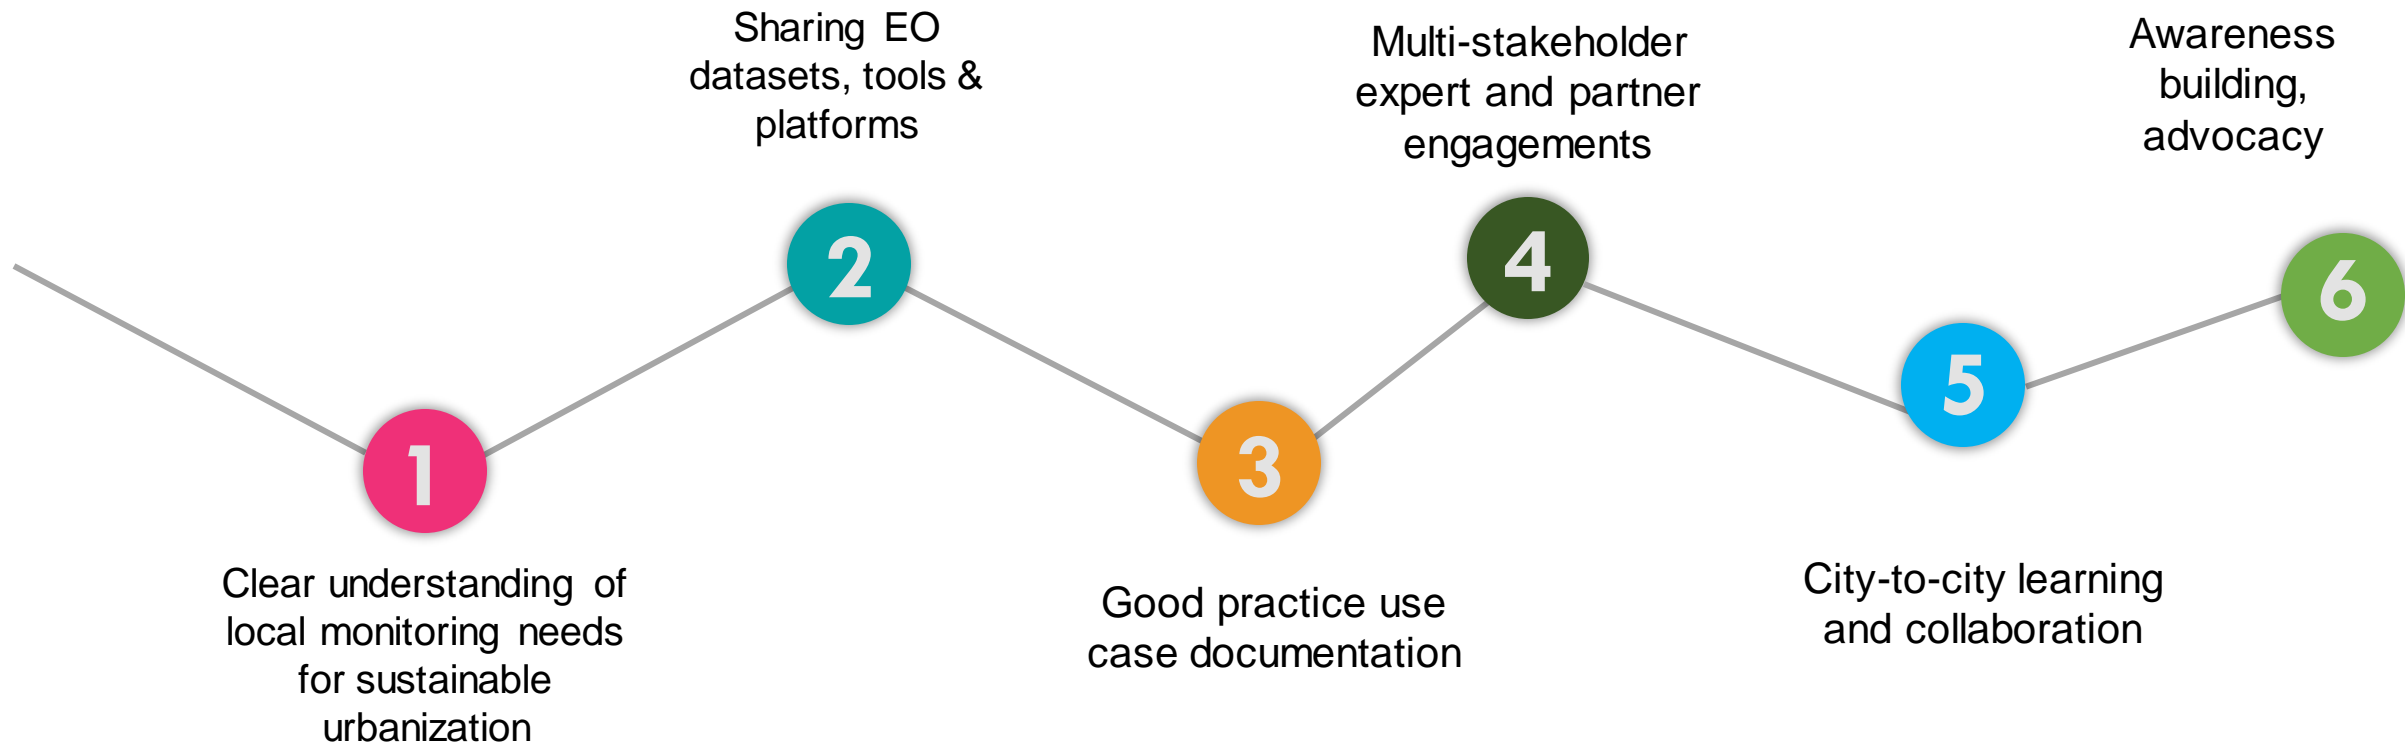 Sharing EO
datasets, tools &
platforms
Multi-stakeholder
expert and partner
engagements
Awareness
building,
advocacy
2
4
6
1
3
5
Clear understanding of
local monitoring needs
for sustainable
urbanization
Good practice use
case documentation
City-to-city learning
and collaboration